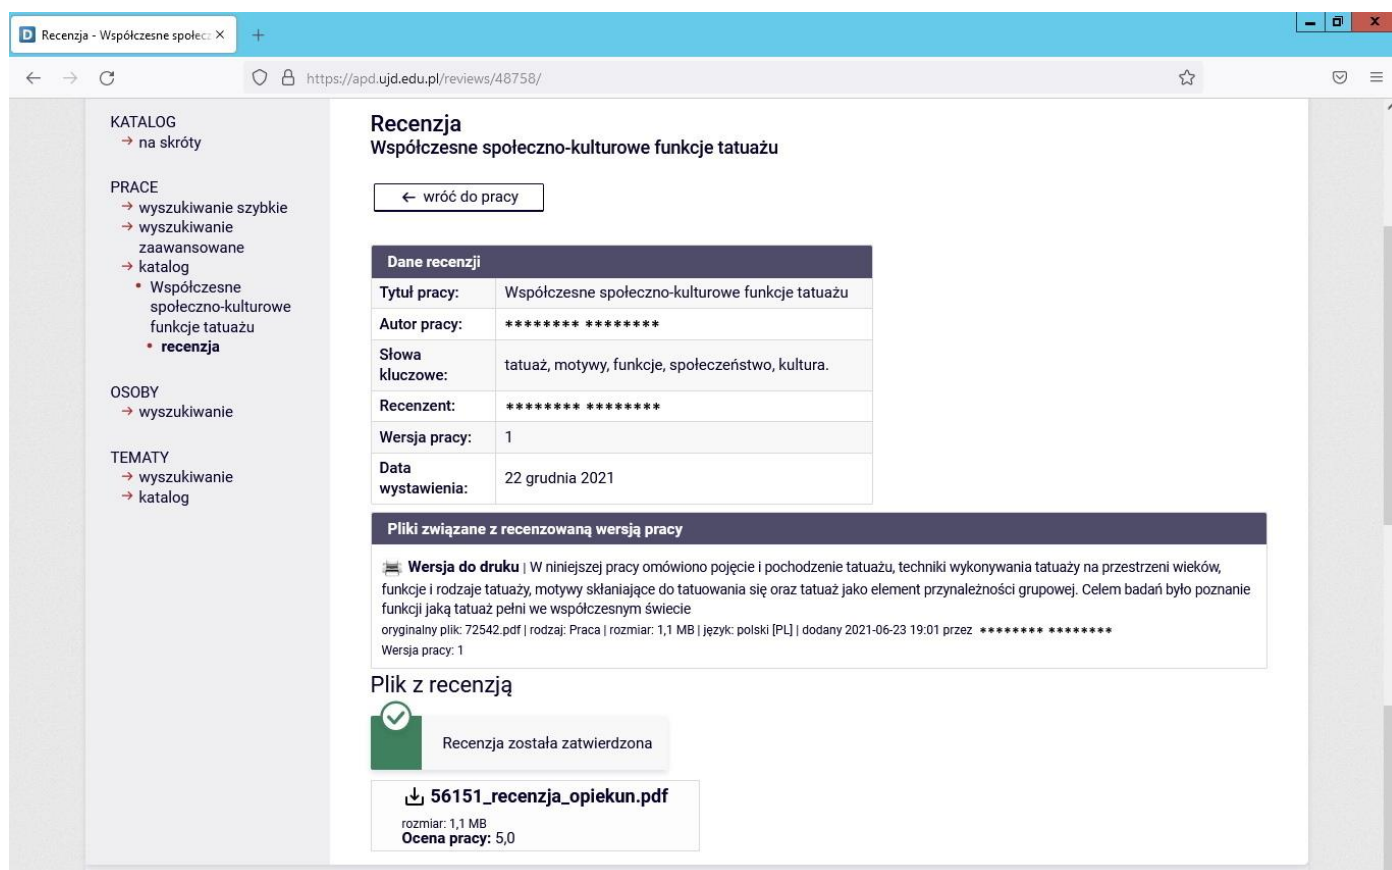 Recenzja - Współczesne społec
https://apd.ujd.edu.pl/reviews/48758/
KATALOG
→ na skróty
PRACE
→ wyszukiwanie szybkie
→ wyszukiwanie
zaawansowane
→ katalog
• Współczesne
społeczno-kulturowe
funkcje tatuażu
• recenzja
OSOBY
→ wyszukiwanie
TEMATY
→ wyszukiwanie
→ katalog
Recenzja
Współczesne społeczno-kulturowe funkcje tatuażu
← wróć do pracy
Dane recenzji
Tytuł pracy: Współczesne społeczno-kulturowe funkcje tatuażu
Autor pracy: ******** ********
Słowa
kluczowe: tatuaż, motywy, funkcje, społeczeństwo, kultura.
Recenzent: ******** ********
Wersja pracy: 1
Data
wystawienia: 22 grudnia 2021
Pliki związane z recenzowaną wersją pracy
Wersja do druku | W niniejszej pracy omówiono pojęcie i pochodzenie tatuażu, techniki wykonywania tatuaży na przestrzeni wieków,
funkcje i rodzaje tatuaży, motywy skłaniające do tatuowania się oraz tatuaż jako element przynależności grupowej. Celem badań było poznanie
funkcji jaką tatuaż pełni we współczesnym świecie
oryginalny plik: 72542.pdf | rodzaj: Praca | rozmiar: 1,1 MB | język: polski [PL] | dodany 2021-06-23 19:01 przez ******** ********
Wersja pracy: 1
Plik z recenzją
Recenzja została zatwierdzona
56151_recenzja_opiekun.pdf
rozmiar: 1,1 MB
Ocena pracy: 5,0